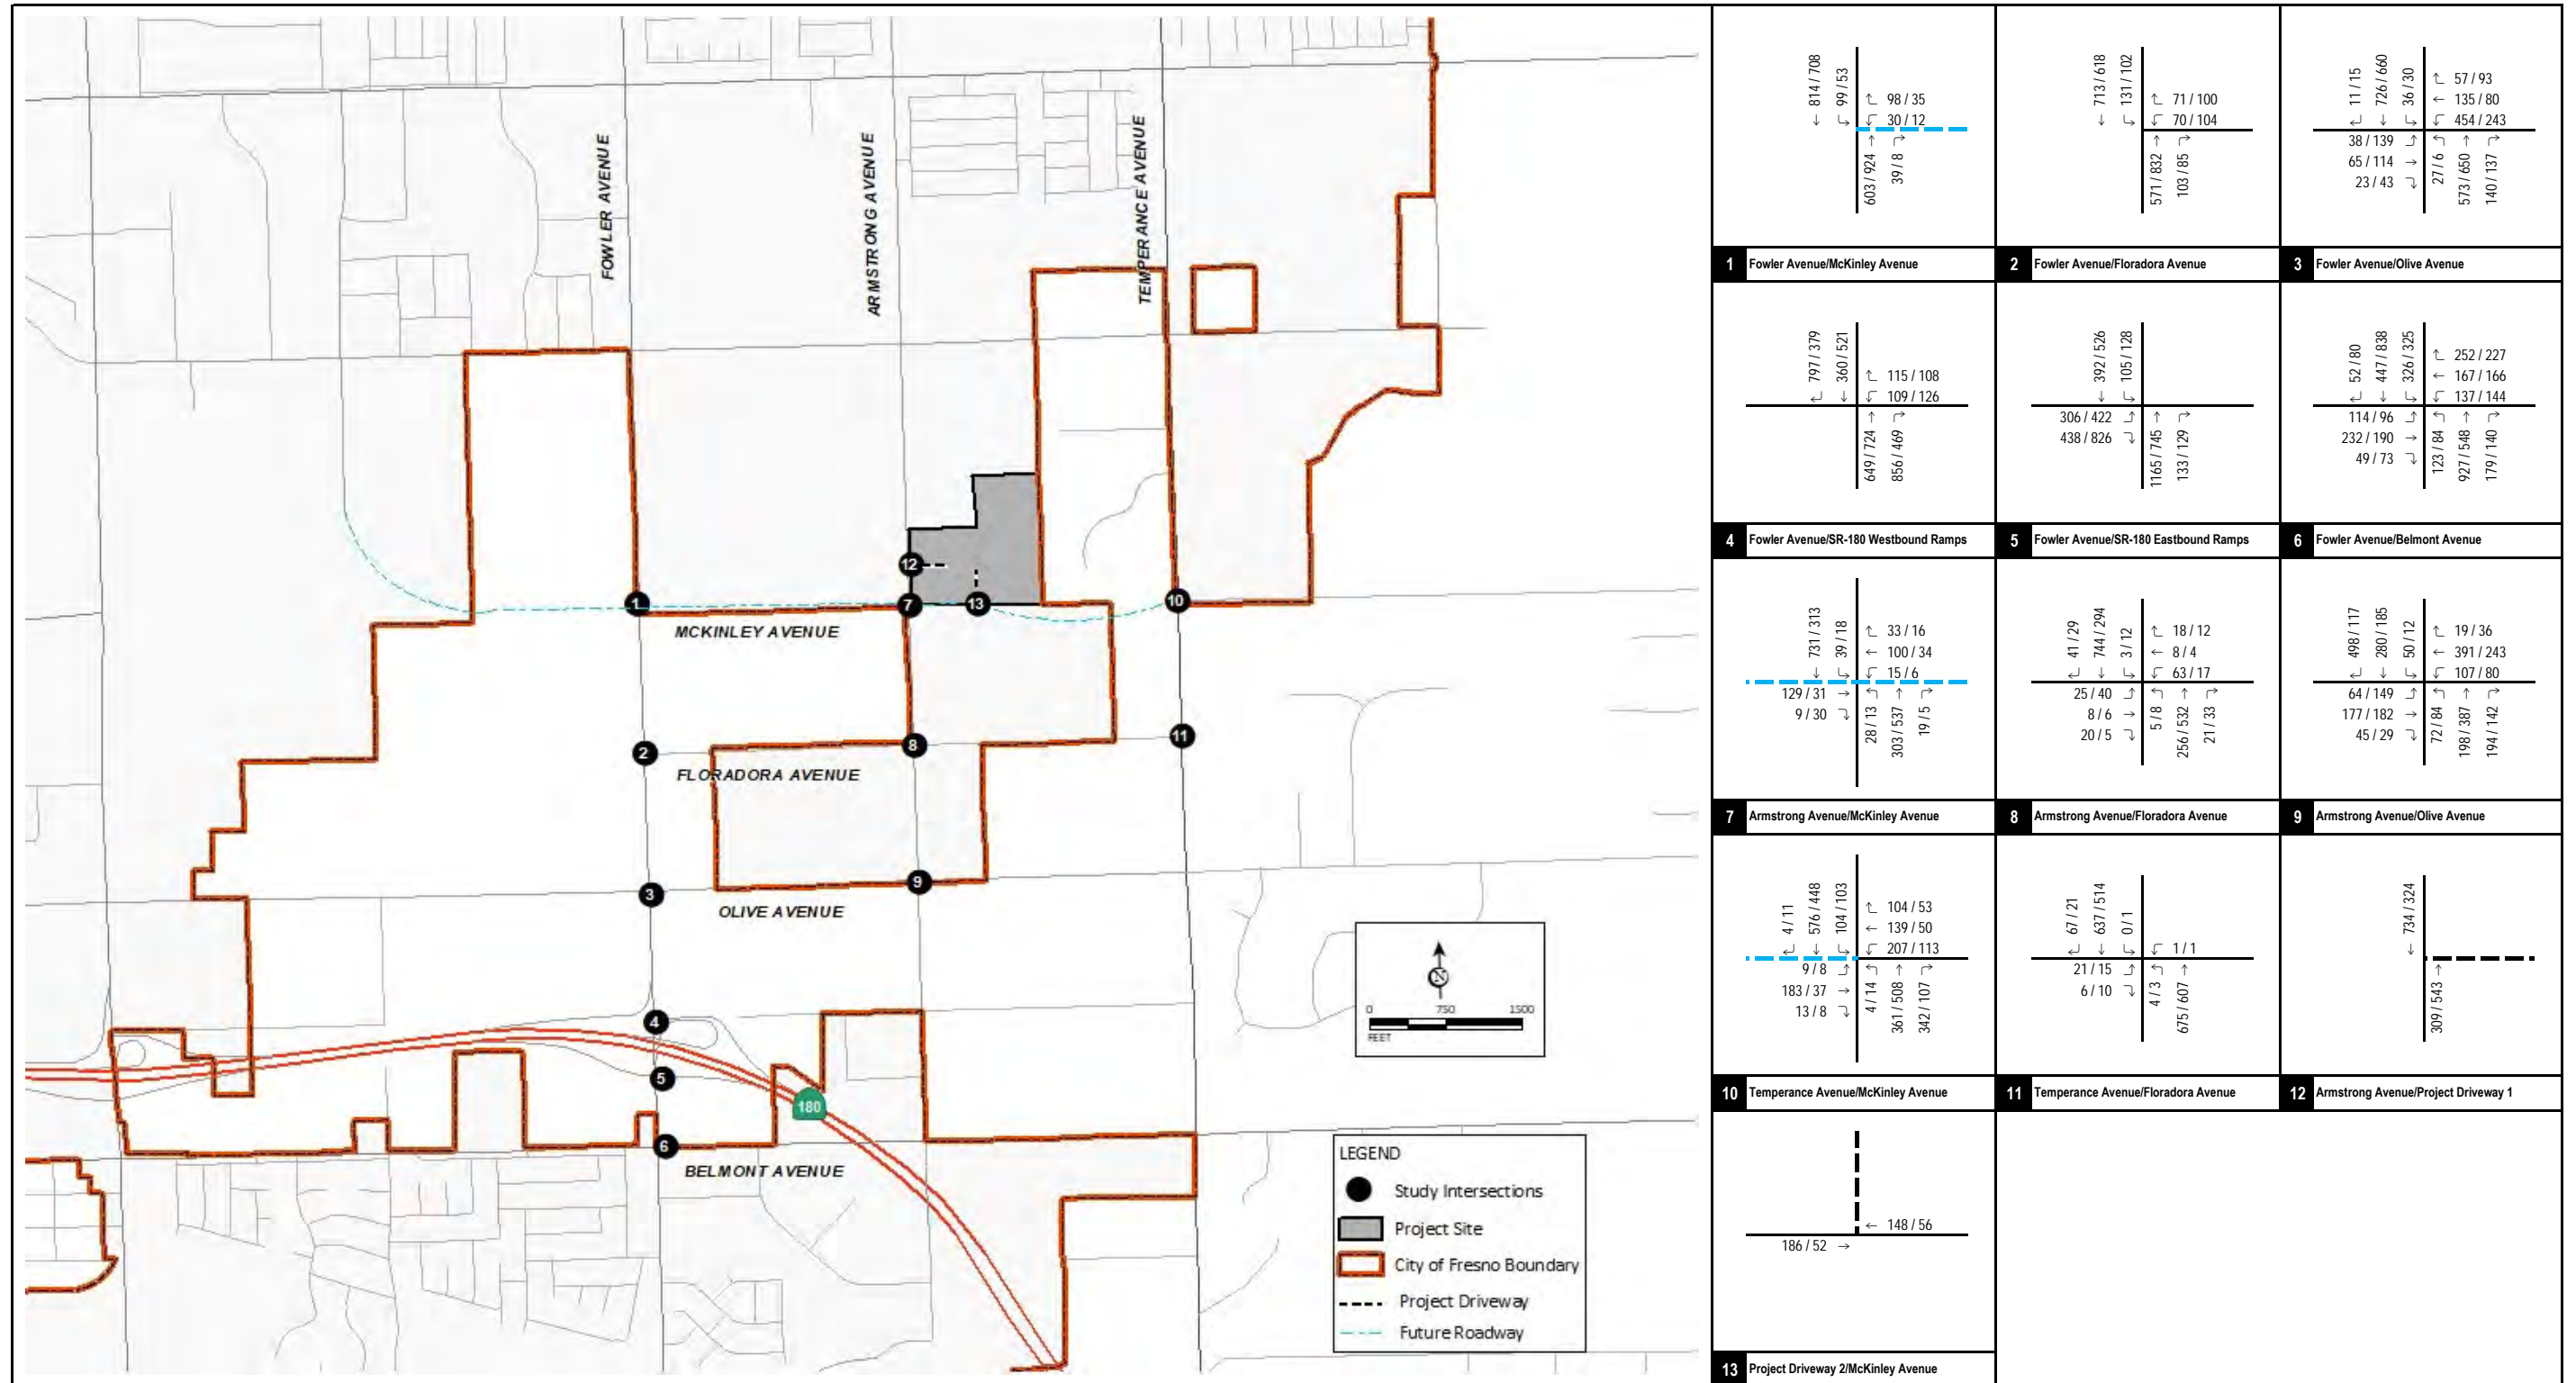 FOWLER AVENUE
ARMSTRONG AVENUE
TEMPERANCE AVENUE
12
1
7
13
10
MCKINLEY AVENUE
2
8
11
FLORADORA AVENUE
3
9
OLIVE AVENUE
4
5
180
6
BELMONT AVENUE
N
0 750 1500
FEET
LEGEND
Study Intersections
Project Site
City of Fresno Boundary
Project Driveway
Future Roadway
814 / 708
99 / 53
98 / 35
30 / 12
603 / 924
39 / 8
1 Fowler Avenue/McKinley Avenue
713 / 618
131 / 102
71 / 100
70 / 104
571 / 832
103 / 85
2 Fowler Avenue/Floradora Avenue
11 / 15
726 / 660
36 / 30
57 / 93
135 / 80
454 / 243
38 / 139
65 / 114
23 / 43
27 / 6
573 / 650
140 / 137
3 Fowler Avenue/Olive Avenue
797 / 379
360 / 521
115 / 108
109 / 126
649 / 724
856 / 469
4 Fowler Avenue/SR-180 Westbound Ramps
392 / 526
105 / 128
306 / 422
438 / 826
1165 / 745
133 / 129
5 Fowler Avenue/SR-180 Eastbound Ramps
52 / 80
447 / 838
326 / 325
252 / 227
167 / 166
137 / 144
114 / 96
232 / 190
49 / 73
123 / 84
927 / 548
179 / 140
6 Fowler Avenue/Belmont Avenue
731 / 313
39 / 18
33 / 16
100 / 34
15 / 6
129 / 31
9 / 30
28 / 13
303 / 537
19 / 5
7 Armstrong Avenue/McKinley Avenue
41 / 29
744 / 294
3 / 12
18 / 12
8 / 4
63 / 17
25 / 40
8 / 6
20 / 5
5 / 8
256 / 532
21 / 33
8 Armstrong Avenue/Floradora Avenue
498 / 117
280 / 185
50 / 12
19 / 36
391 / 243
107 / 80
64 / 149
177 / 182
45 / 29
72 / 84
198 / 387
194 / 142
9 Armstrong Avenue/Olive Avenue
4 / 11
576 / 448
104 / 103
104 / 53
139 / 50
207 / 113
9 / 8
183 / 37
13 / 8
4 / 14
361 / 508
342 / 107
10 Temperance Avenue/McKinley Avenue
67 / 21
637 / 514
0 / 1
1 / 1
21 / 15
6 / 10
4 / 3
675 / 607
11 Temperance Avenue/Floradora Avenue
734 / 324
309 / 543
12 Armstrong Avenue/Project Driveway 1
148 / 56
186 / 52
13 Project Driveway 2/McKinley Avenue